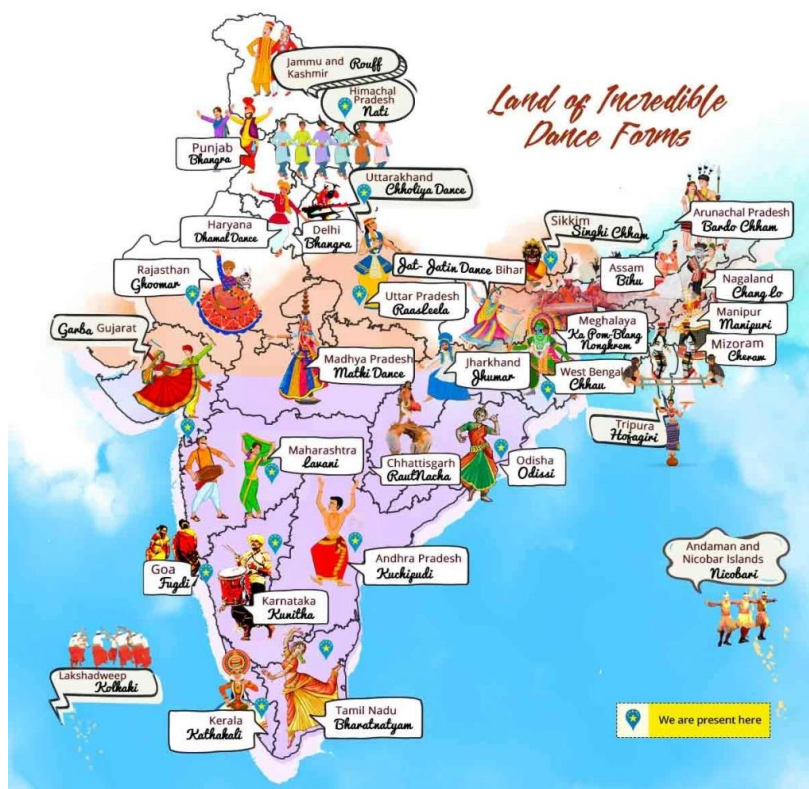 Land of Incredible
Dance Forms
Jammu and
Kashmir Rouff
Himachal
Pradesh
Nati
Punjab
Bhangra
Uttarakhand
Chholiya Dance
Haryana
Dhamal Dance
Delhi
Bhangra
Sikkim
Singhi Chham
Arunachal Pradesh
Bardo Chham
Rajasthan
Ghoomar
Jat-Jatin Dance Bihar
Assam
Bihu
Nagaland
Chang Lo
Uttar Pradesh
Raasleela
Garba Gujarat
Meghalaya
Ka Pom-Blang
Nongkrem
Manipur
Manipuri
Mizoram
Cheram
Madhya Pradesh
Matki Dance
Jharkhand
Jhumar
West Bengal
Chhau
Tripura
Hojagiri
Maharashtra
Lavani
Chhattisgarh
RautNacha
Odisha
Odissi
Goa
Fugdi
Andhra Pradesh
Kuchipudi
Andaman and
Nicobar Islands
Nicobari
Karnataka
Kunitha
Lakshadweep
Kolkaki
Kerala
Kathakali
Tamil Nadu
Bharatnatyam
We are present here